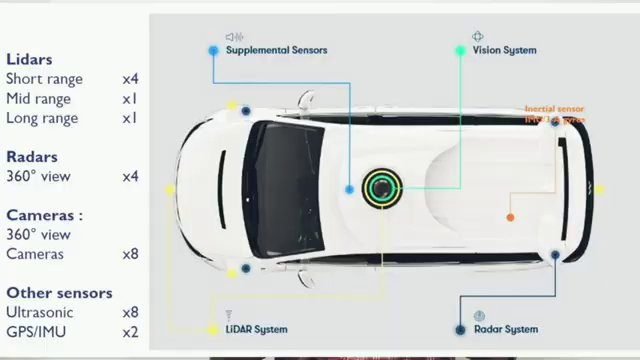 Lidars
Short range x4
Mid range x1
Long range x1
Radars
360° view x4
Cameras :
360° view
Cameras x8
Other sensors
Ultrasonic x8
GPS/IMU x2
Supplemental Sensors
Vision System
Inertial sensor
LiDAR System
Radar System